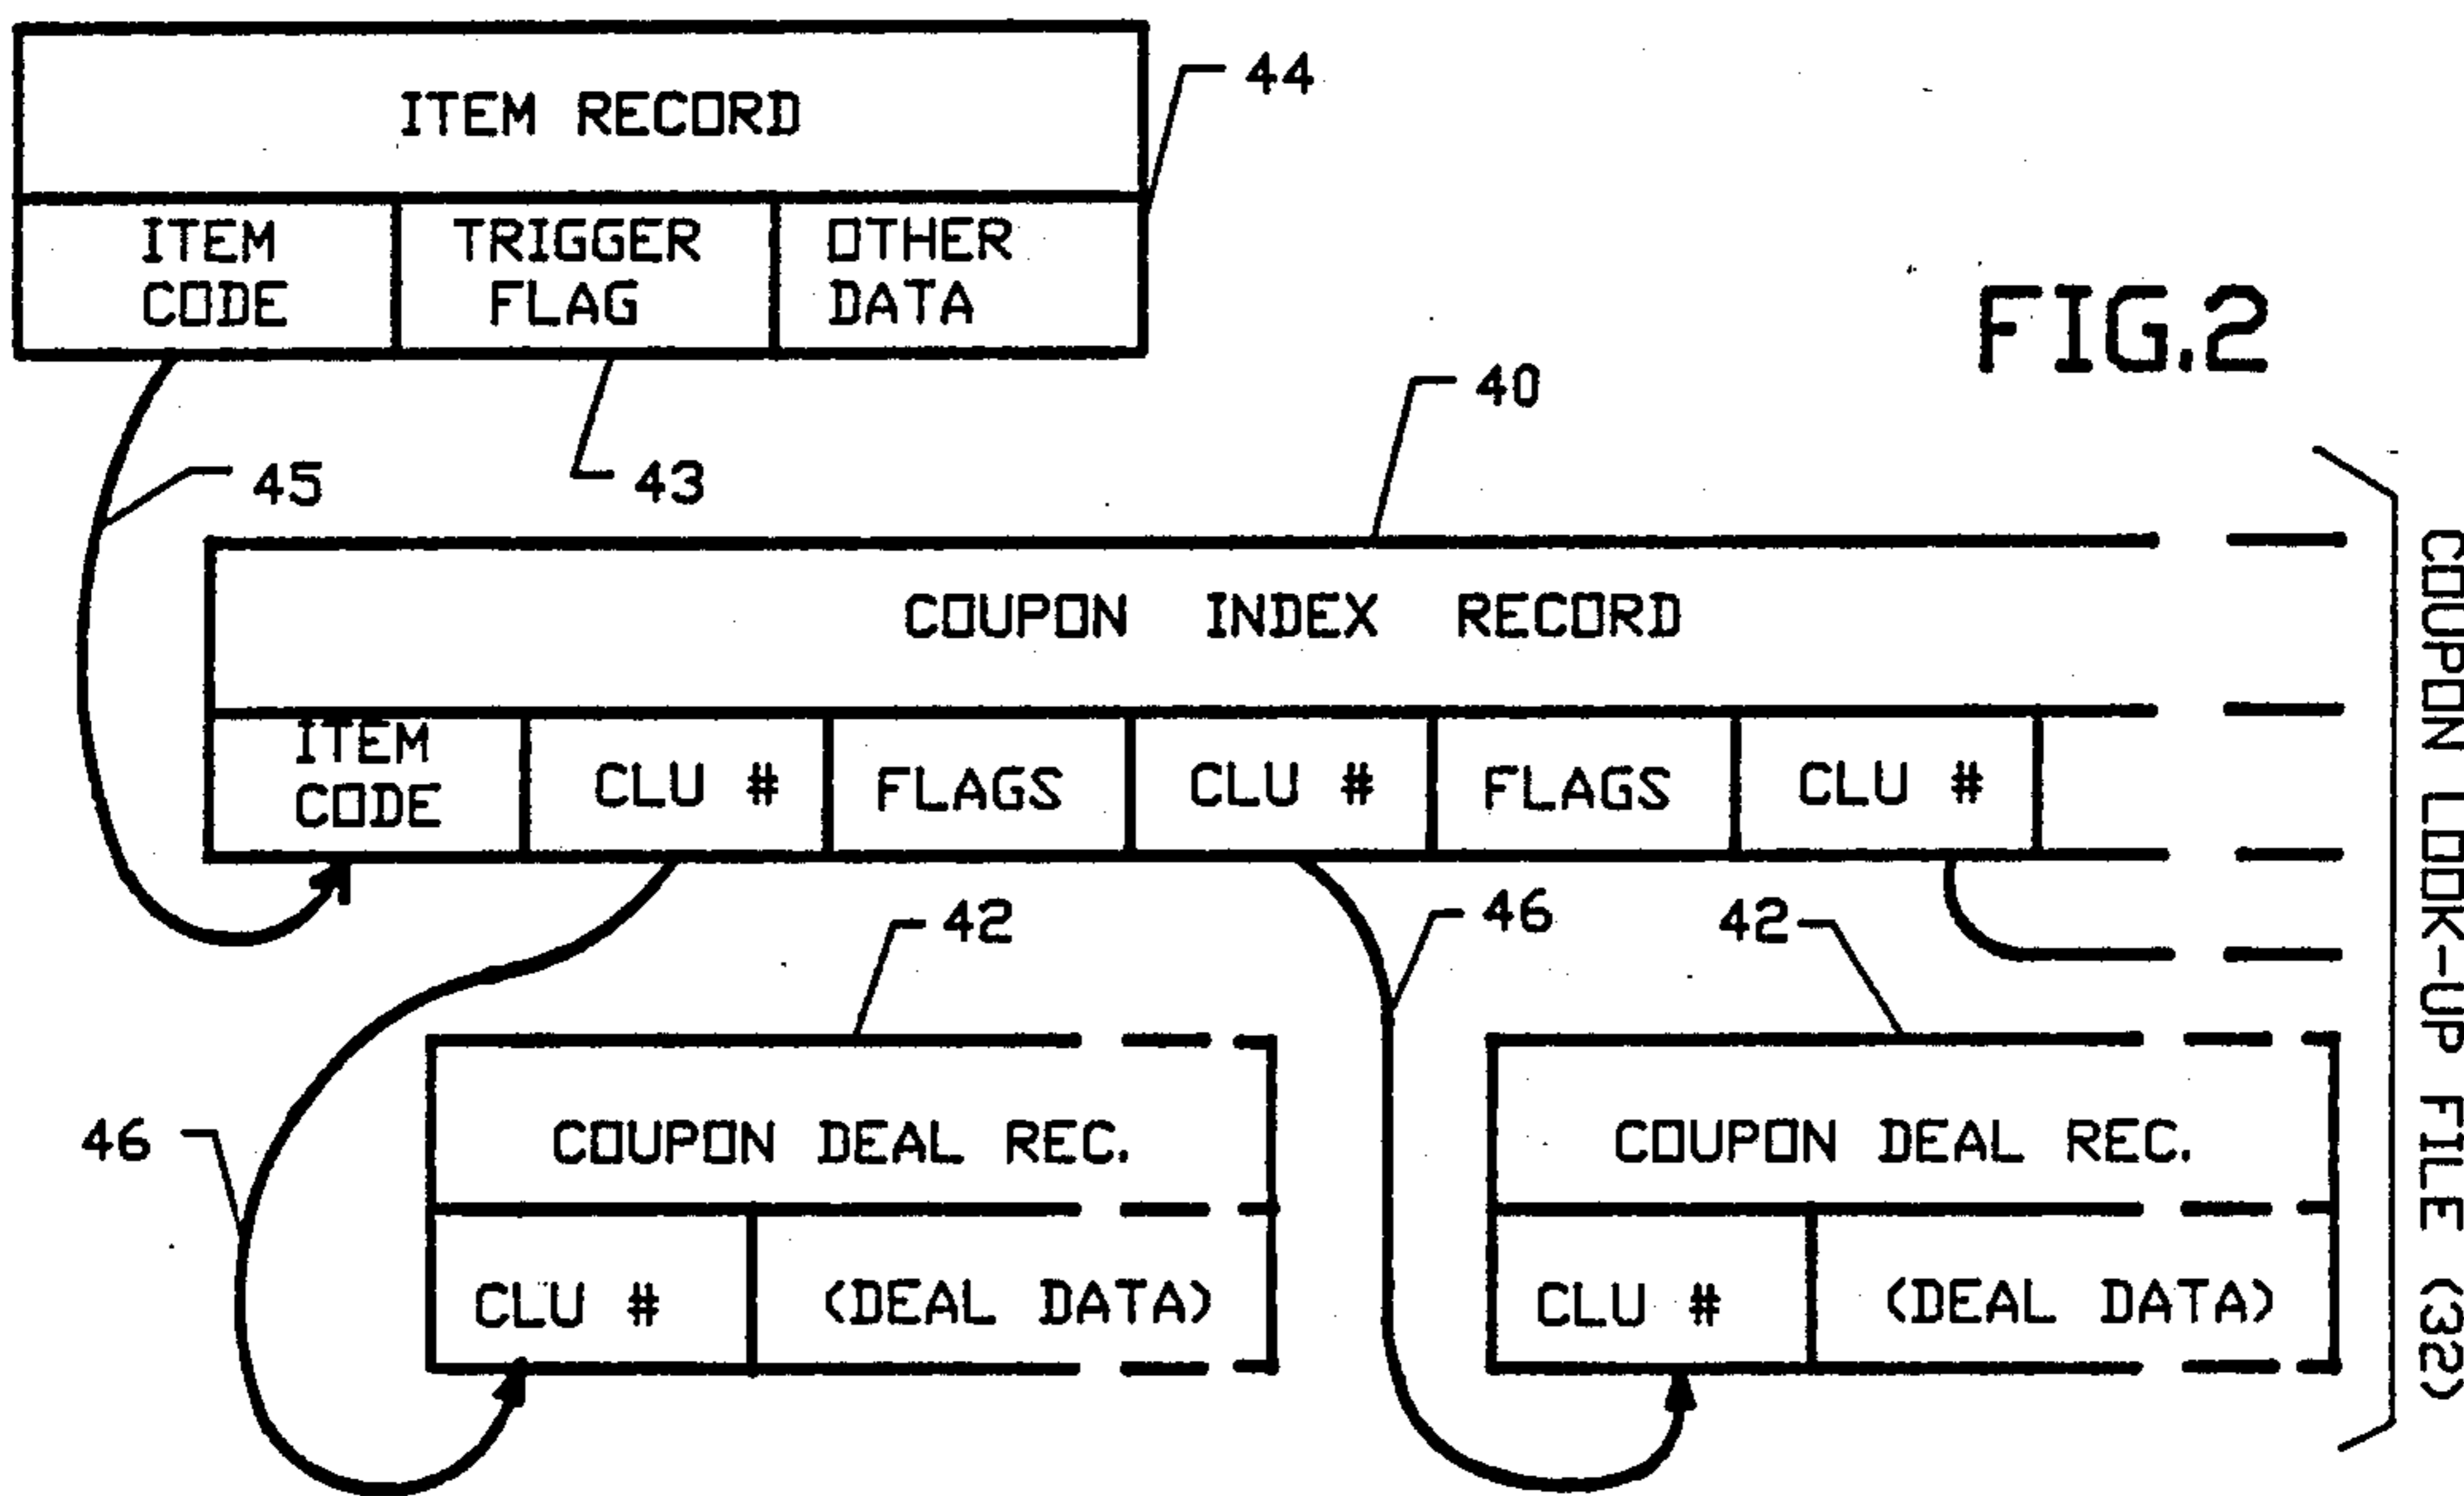 ITEM RECORD
44
ITEM CODE
TRIGGER FLAG
OTHER DATA
FIG.2
40
45
43
COUPON INDEX RECORD
ITEM CODE
CLU #
FLAGS
CLU #
FLAGS
CLU #
42
46
42
46
COUPON DEAL REC.
COUPON DEAL REC.
CLU #
(DEAL DATA)
CLU #
(DEAL DATA)
COUPON LOOK-UP FILE (32)